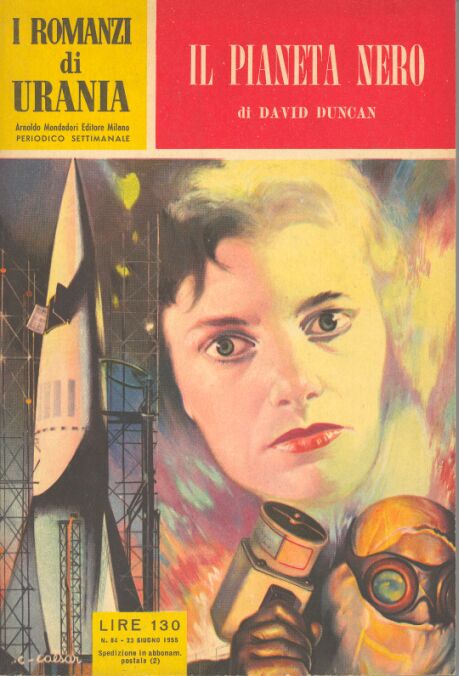 I ROMANZI
di
URANIA
Arnoldo Mondadori Editore Milano
PERIODICO SETTIMANALE
IL PIANETA NERO
di DAVID DUNCAN
LIRE 130
N. 84 - 23 GIUGNO 1955
Spedizione in abbonam.
postale (2)
c-caesar